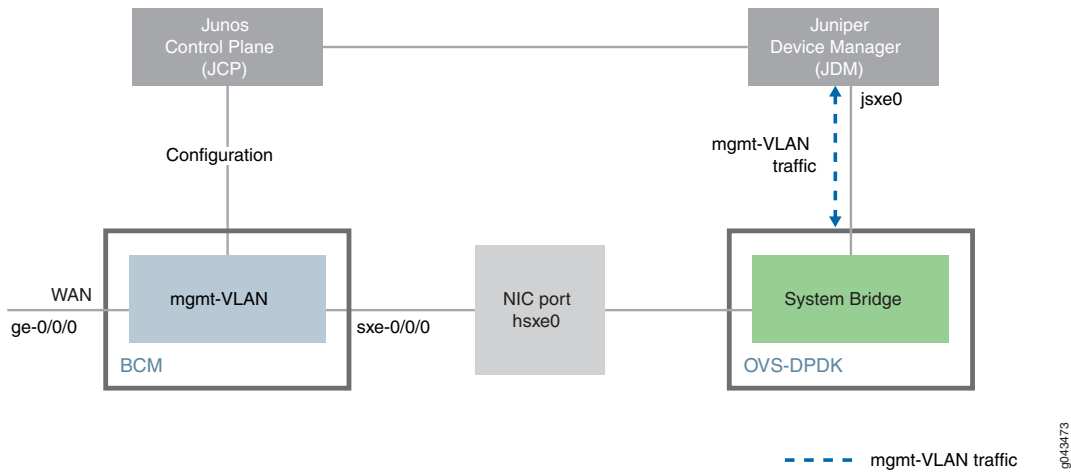 Junos
Control Plane
(JCP)
Juniper
Device Manager
(JDM)
jsxe0
mgmt-VLAN
traffic
Configuration
WAN
ge-0/0/0
mgmt-VLAN
BCM
sxe-0/0/0
NIC port
hsxe0
System Bridge
OVS-DPDK
mgmt-VLAN traffic
g043473